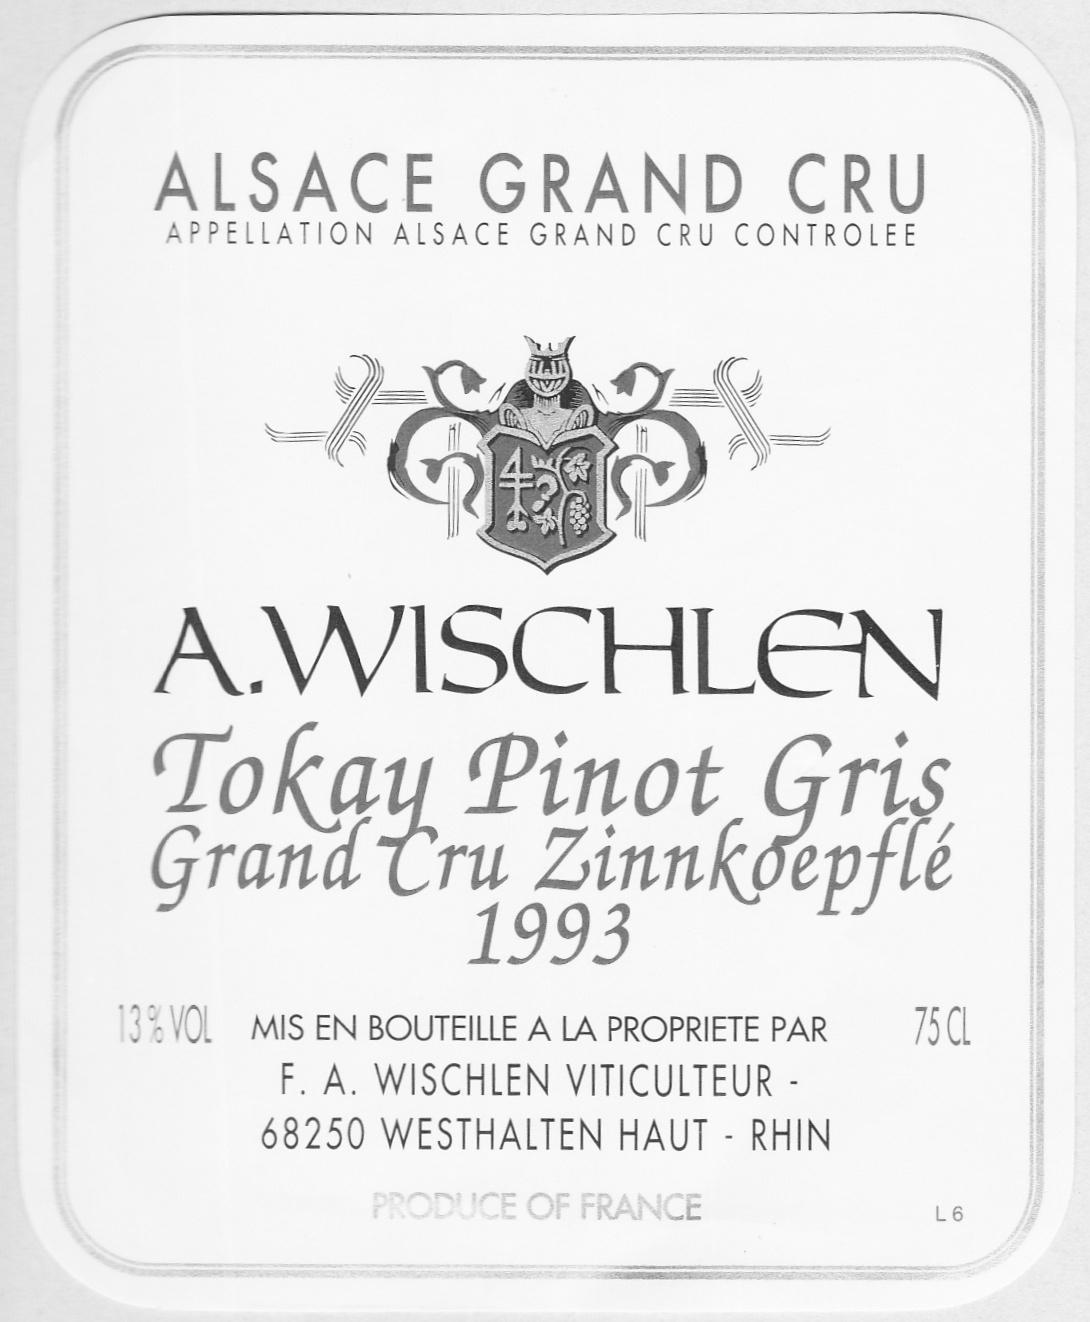 ALSACE GRAND CRU
APPELLATION ALSACE GRAND CRU CONTROLEE
A. WISCHLEN
Tokay Pinot Gris
Grand Cru Zinnkoepflé
1993
13% VOL MIS EN BOUTEILLE A LA PROPRIETE PAR 75 CL
F. A. WISCHLEN VITICULTEUR -
68250 WESTHALTEN HAUT - RHIN
PRODUCE OF FRANCE
L 6